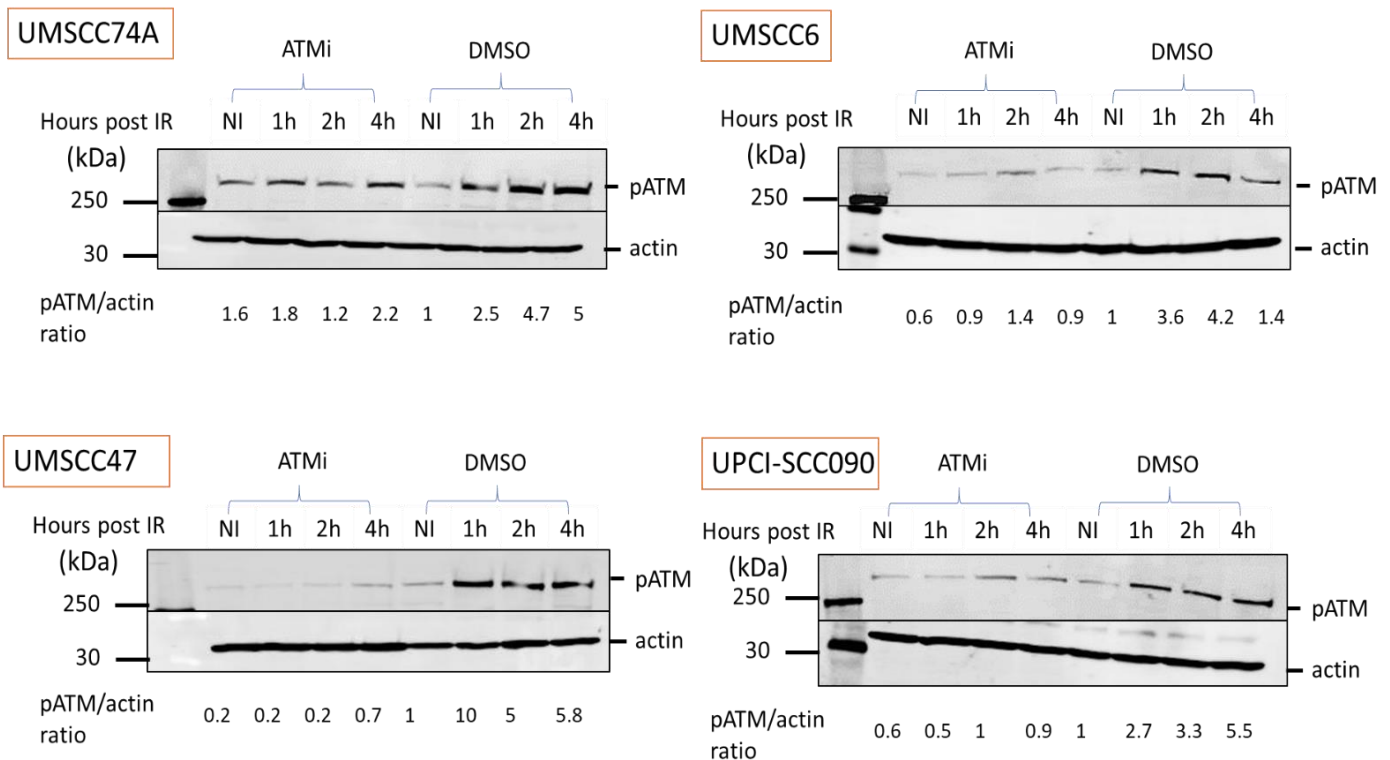 UMSCC74A
ATMi DMSO
Hours post IR NI 1h 2h 4h NI 1h 2h 4h
(kDa)
pATM
250
actin
30
pATM/actin
ratio
1.6 1.8 1.2 2.2 1 2.5 4.7 5
UMSCC6
ATMi DMSO
Hours post IR NI 1h 2h 4h NI 1h 2h 4h
(kDa)
pATM
250
actin
30
pATM/actin
ratio
0.6 0.9 1.4 0.9 1 3.6 4.2 1.4
UMSCC47
ATMi DMSO
Hours post IR NI 1h 2h 4h NI 1h 2h 4h
(kDa)
pATM
250
actin
30
pATM/actin
ratio
0.2 0.2 0.2 0.7 1 10 5 5.8
UPCI-SCC090
ATMi DMSO
Hours post IR NI 1h 2h 4h NI 1h 2h 4h
(kDa)
250
pATM
30
actin
pATM/actin
ratio
0.6 0.5 1 0.9 1 2.7 3.3 5.5